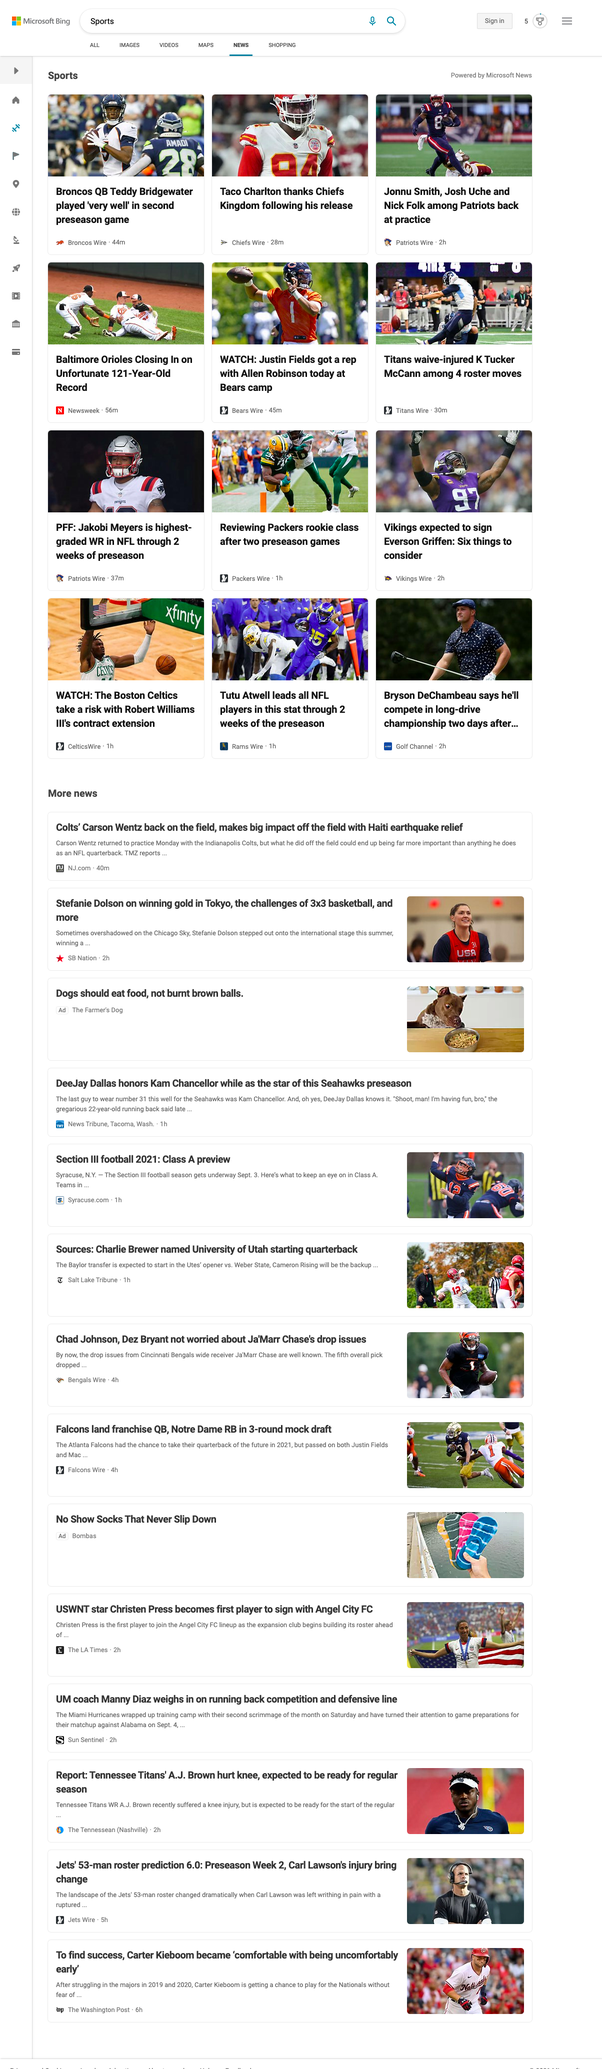 Microsoft Bing
Sports
Sign in
5
ALL IMAGES VIDEOS MAPS NEWS SHOPPING
Sports
Powered by Microsoft News
Broncos QB Teddy Bridgewater
played 'very well' in second
preseason game
Broncos Wire · 44m
Taco Charlton thanks Chiefs
Kingdom following his release
Chiefs Wire · 28m
Jonnu Smith, Josh Uche and
Nick Folk among Patriots back
at practice
Patriots Wire · 2h
Baltimore Orioles Closing In on
Unfortunate 121-Year-Old
Record
Newsweek · 56m
WATCH: Justin Fields got a rep
with Allen Robinson today at
Bears camp
Bears Wire · 45m
Titans waive-injured K Tucker
McCann among 4 roster moves
Titans Wire · 30m
PFF: Jakobi Meyers is highest-
graded WR in NFL through 2
weeks of preseason
Patriots Wire · 37m
Reviewing Packers rookie class
after two preseason games
Packers Wire · 1h
Vikings expected to sign
Everson Griffen: Six things to
consider
Vikings Wire · 2h
xfinity
WATCH: The Boston Celtics
take a risk with Robert Williams
III's contract extension
CelticsWire · 1h
Tutu Atwell leads all NFL
players in this stat through 2
weeks of the preseason
Rams Wire · 1h
Bryson DeChambeau says he'll
compete in long-drive
championship two days after...
Golf Channel · 2h
More news
Colts' Carson Wentz back on the field, makes big impact off the field with Haiti earthquake relief
Carson Wentz returned to practice Monday with the Indianapolis Colts, but what he did off the field could end up being far more important than anything he does
as an NFL quarterback. TMZ reports ...
NJ.com · 40m
Stefanie Dolson on winning gold in Tokyo, the challenges of 3x3 basketball, and
more
Sometimes overshadowed on the Chicago Sky, Stefanie Dolson stepped out onto the international stage this summer,
winning a ...
SB Nation · 2h
USA
Dogs should eat food, not burnt brown balls.
Ad The Farmer's Dog
DeeJay Dallas honors Kam Chancellor while as the star of this Seahawks preseason
The last guy to wear number 31 this well for the Seahawks was Kam Chancellor. And, oh yes, DeeJay Dallas knows it. "Shoot, man! I'm having fun, bro," the
gregarious 22-year-old running back said late ...
News Tribune, Tacoma, Wash. · 1h
Section III football 2021: Class A preview
Syracuse, N.Y. — The Section III football season gets underway Sept. 3. Here's what to keep an eye on in Class A.
Teams in ...
Syracuse.com · 1h
Sources: Charlie Brewer named University of Utah starting quarterback
The Baylor transfer is expected to start in the Utes' opener vs. Weber State, Cameron Rising will be the backup ...
Salt Lake Tribune · 1h
Chad Johnson, Dez Bryant not worried about Ja'Marr Chase's drop issues
By now, the drop issues from Cincinnati Bengals wide receiver Ja'Marr Chase are well known. The fifth overall pick
dropped ...
Bengals Wire · 4h
Falcons land franchise QB, Notre Dame RB in 3-round mock draft
The Atlanta Falcons had the chance to take their quarterback of the future in 2021, but passed on both Justin Fields
and Mac ...
Falcons Wire · 4h
No Show Socks That Never Slip Down
Ad Bombas
USWNT star Christen Press becomes first player to sign with Angel City FC
Christen Press is the first player to join the Angel City FC lineup as the expansion club begins building its roster ahead
of ...
The LA Times · 2h
UM coach Manny Diaz weighs in on running back competition and defensive line
The Miami Hurricanes wrapped up training camp with their second scrimmage of the month on Saturday and have turned their attention to game preparations for
their matchup against Alabama on Sept. 4, ...
Sun Sentinel · 2h
Report: Tennessee Titans' A.J. Brown hurt knee, expected to be ready for regular
season
Tennessee Titans WR A.J. Brown recently suffered a knee injury, but is expected to be ready for the start of the regular
...
The Tennessean (Nashville) · 2h
Jets' 53-man roster prediction 6.0: Preseason Week 2, Carl Lawson's injury bring
change
The landscape of the Jets' 53-man roster changed dramatically when Carl Lawson was left writhing in pain with a
ruptured ...
Jets Wire · 5h
To find success, Carter Kieboom became 'comfortable with being uncomfortably
early'
After struggling in the majors in 2019 and 2020, Carter Kieboom is getting a chance to play for the Nationals without
fear of ...
The Washington Post · 6h